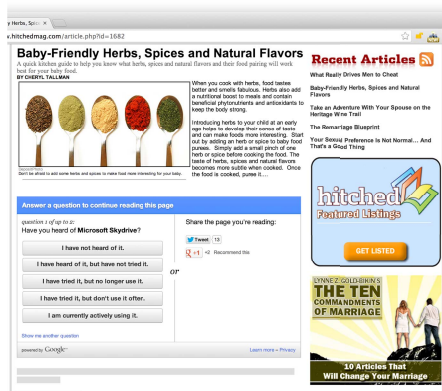 y Herbs, Spic ×
v.hitchedmag.com/article.php?id=1682
Baby-Friendly Herbs, Spices and Natural Flavors
A quick kitchen guide to help you know what herbs, spices and natural flavors and their food pairing will work
best for your baby food.
BY CHERYL TALLMAN
When you cook with herbs, food tastes
better and smells fabulous. Herbs also add
a nutritional boost to meals and contain
beneficial phytonutrients and antioxidants to
keep the body strong.
Introducing herbs to your child at an early
age helps to develop their sense of taste
and can make foods more interesting. Start
out by adding an herb or spice to baby food
purees. Simply add a small pinch of one
herb or spice before cooking the food. The
taste of herbs, spices and natural flavors
becomes more subtle when cooked. Once
the food is cooked, puree it....
Don't be afraid to add some herbs and spices to make food more interesting for your baby.
Answer a question to continue reading this page
question 1 of up to 2:
Have you heard of Microsoft Skydrive?
I have not heard of it.
I have heard of it, but have not tried it.
I have tried it, but no longer use it.
I have tried it, but don't use it often.
I am currently actively using it.
Show me another question
or
Share the page you're reading:
Tweet 13
+1 +2 Recommend this
powered by Google™
Learn more - Privacy
Recent Articles
What Really Drives Men to Cheat
Baby-Friendly Herbs, Spices and Natural
Flavors
Take an Adventure With Your Spouse on the
Heritage Wine Trail
The Remarriage Blueprint
Your Sexual Preference is Not Normal... And
That's a Good Thing
hitched
Featured Listings
GET LISTED
LYNNE Z. GOLD-BIKIN'S
THE TEN
COMMANDMENTS
OF MARRIAGE
10 Articles That
Will Change Your Marriage